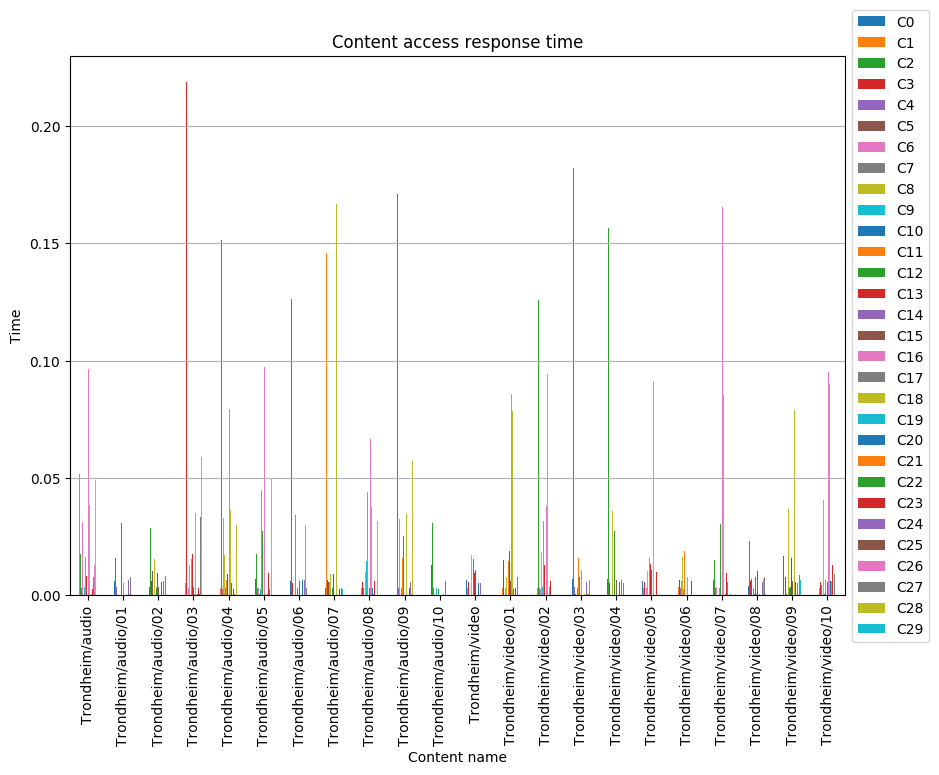 Content access response time
Time
0.20
0.15
0.10
0.05
0.00
Trondheim/audio
Trondheim/audio/01
Trondheim/audio/02
Trondheim/audio/03
Trondheim/audio/04
Trondheim/audio/05
Trondheim/audio/06
Trondheim/audio/07
Trondheim/audio/08
Trondheim/audio/09
Trondheim/audio/10
Trondheim/video
Trondheim/video/01
Trondheim/video/02
Trondheim/video/03
Trondheim/video/04
Trondheim/video/05
Trondheim/video/06
Trondheim/video/07
Trondheim/video/08
Trondheim/video/09
Trondheim/video/10
Content name
C0
C1
C2
C3
C4
C5
C6
C7
C8
C9
C10
C11
C12
C13
C14
C15
C16
C17
C18
C19
C20
C21
C22
C23
C24
C25
C26
C27
C28
C29